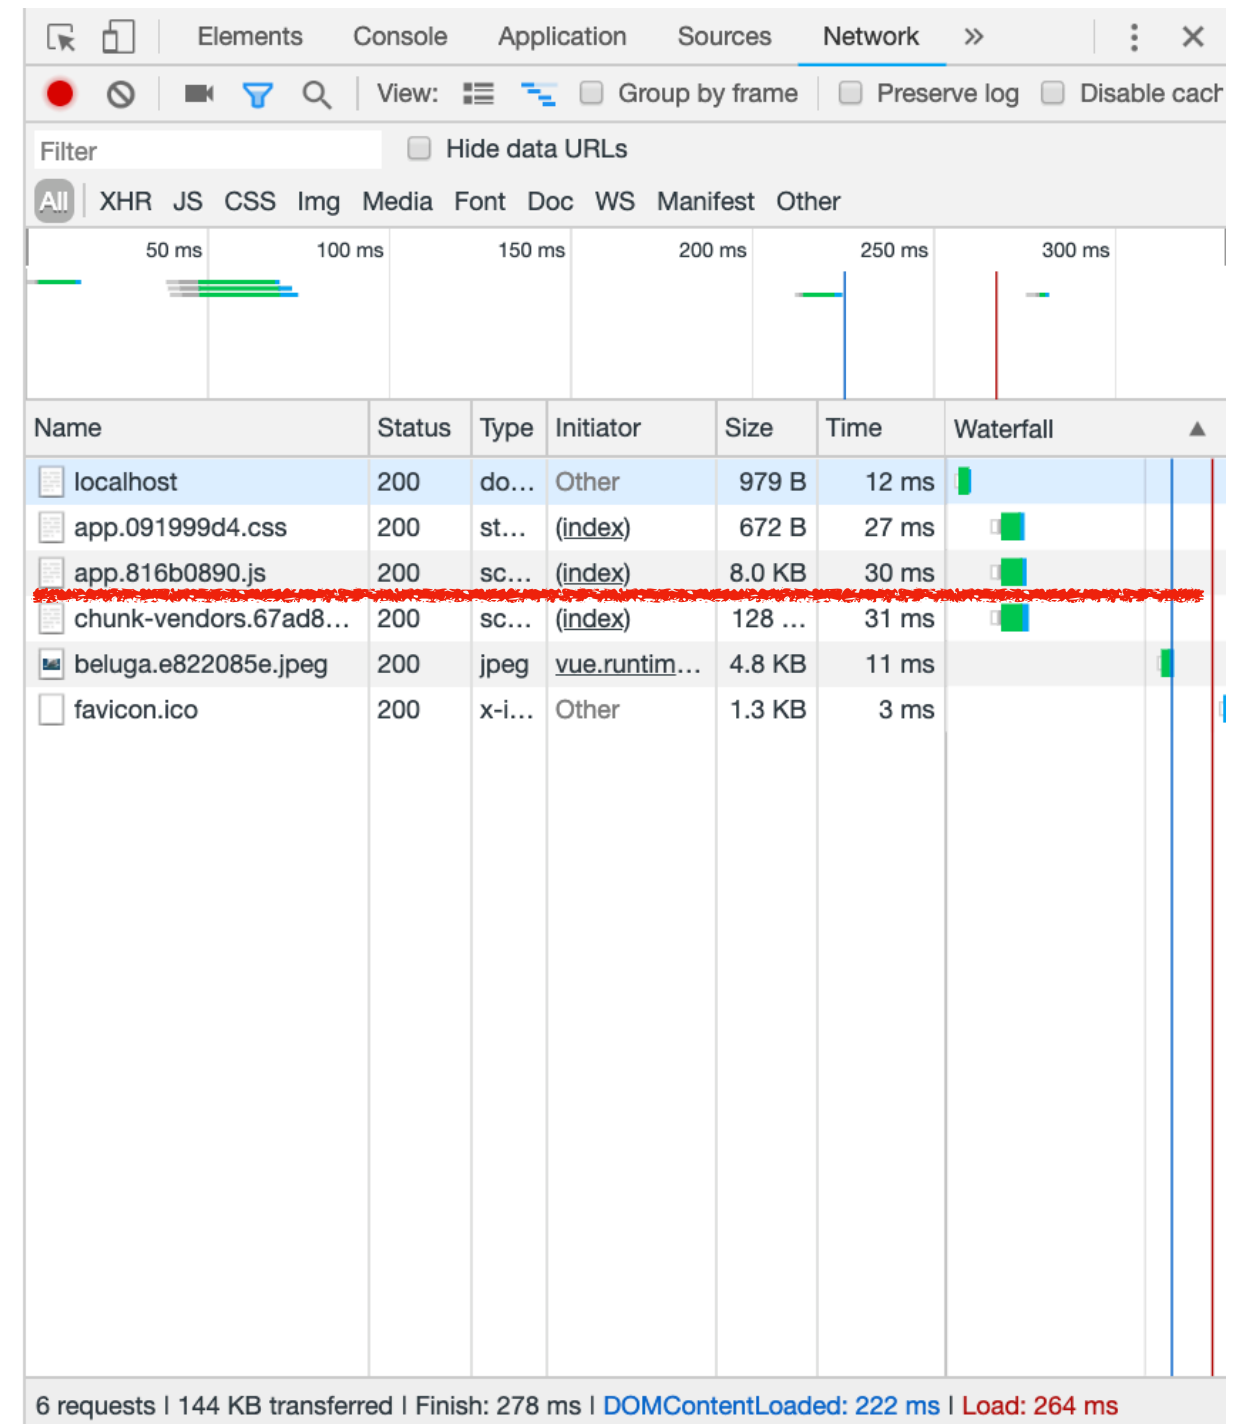 Elements Console Application Sources Network »
View: Group by frame Preserve log Disable cach
Filter Hide data URLs
All XHR JS CSS Img Media Font Doc WS Manifest Other
50 ms 100 ms 150 ms 200 ms 250 ms 300 ms
Name Status Type Initiator Size Time Waterfall
localhost 200 do... Other 979 B 12 ms
app.091999d4.css 200 st... (index) 672 B 27 ms
app.816b0890.js 200 sc... (index) 8.0 KB 30 ms
chunk-vendors.67ad8... 200 sc... (index) 128 ... 31 ms
beluga.e822085e.jpeg 200 jpeg vue.runtim... 4.8 KB 11 ms
favicon.ico 200 x-i... Other 1.3 KB 3 ms
6 requests | 144 KB transferred | Finish: 278 ms | DOMContentLoaded: 222 ms | Load: 264 ms